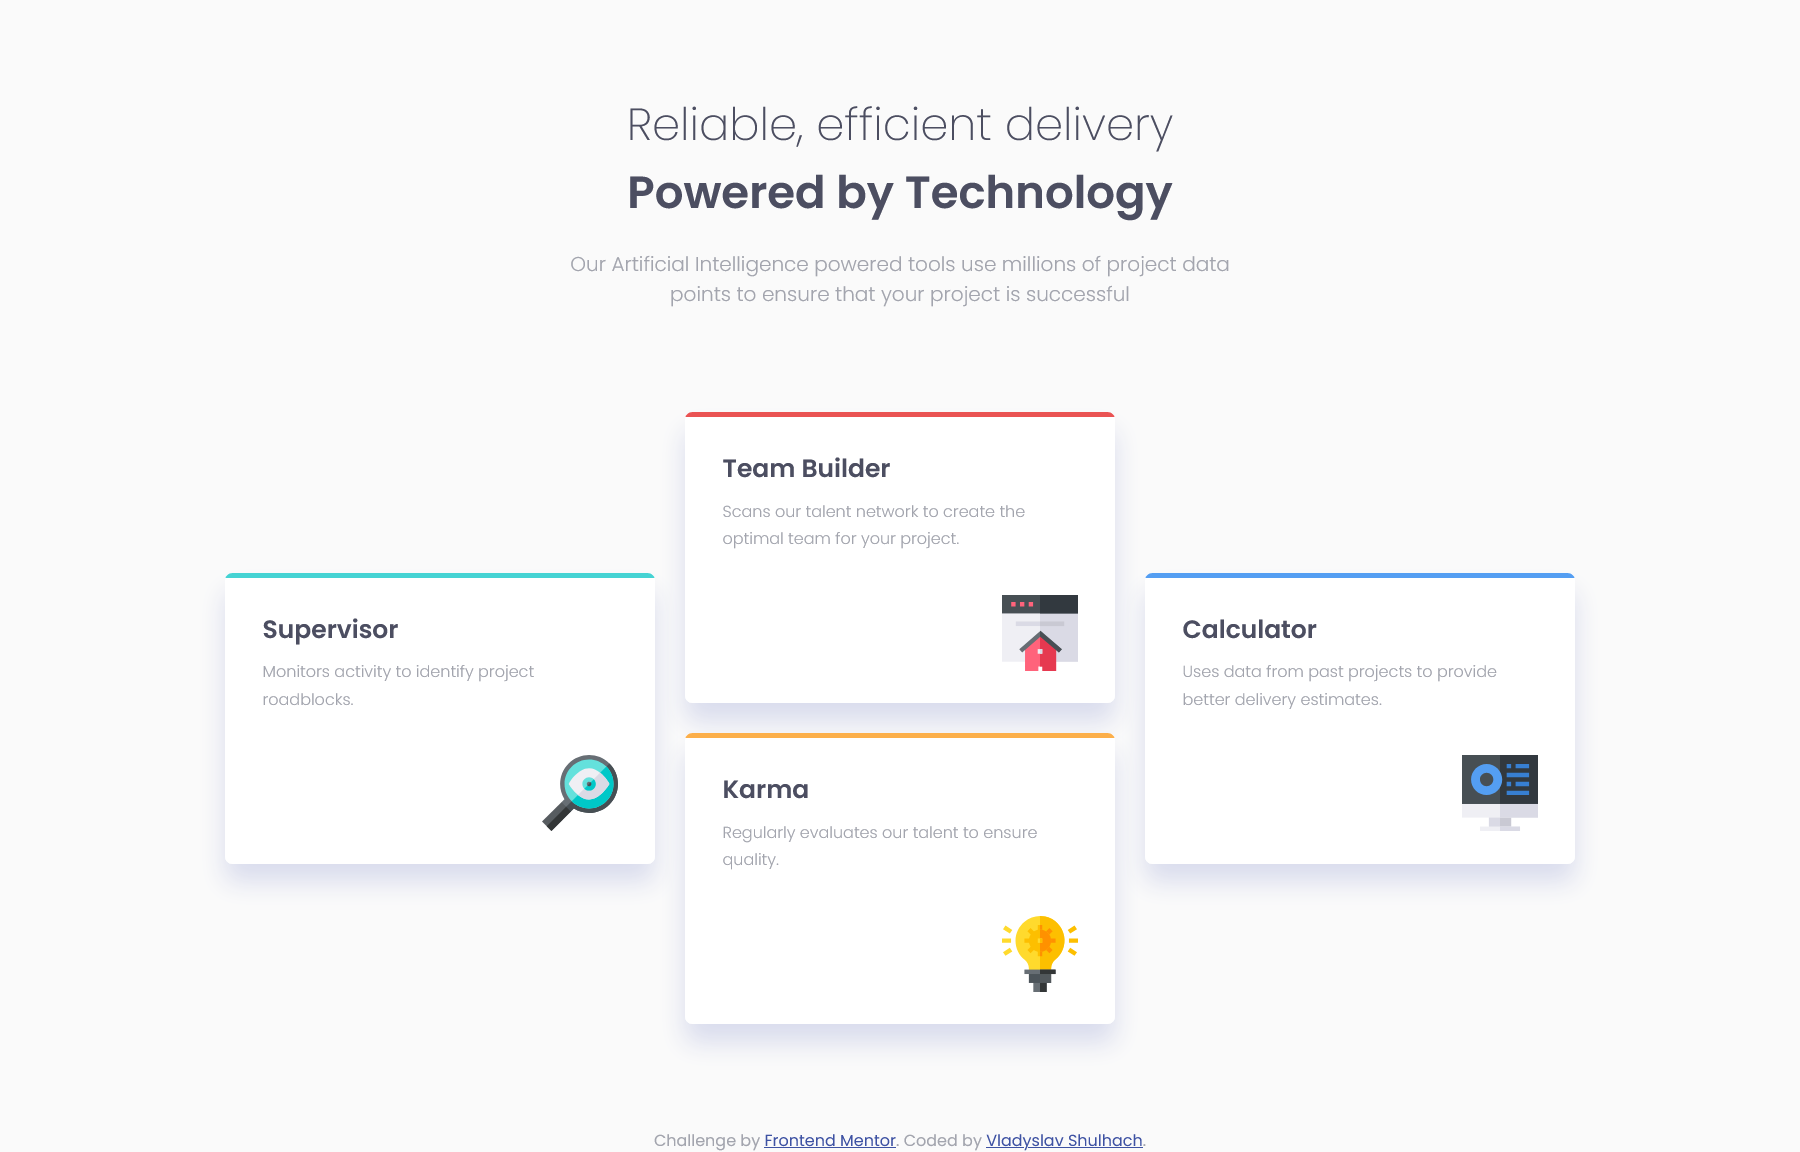 Reliable, efficient delivery
Powered by Technology
Our Artificial Intelligence powered tools use millions of project data
points to ensure that your project is successful
Team Builder
Scans our talent network to create the
optimal team for your project.
Supervisor
Monitors activity to identify project
roadblocks.
Calculator
Uses data from past projects to provide
better delivery estimates.
Karma
Regularly evaluates our talent to ensure
quality.
Challenge by Frontend Mentor. Coded by Vladyslav Shulhach.